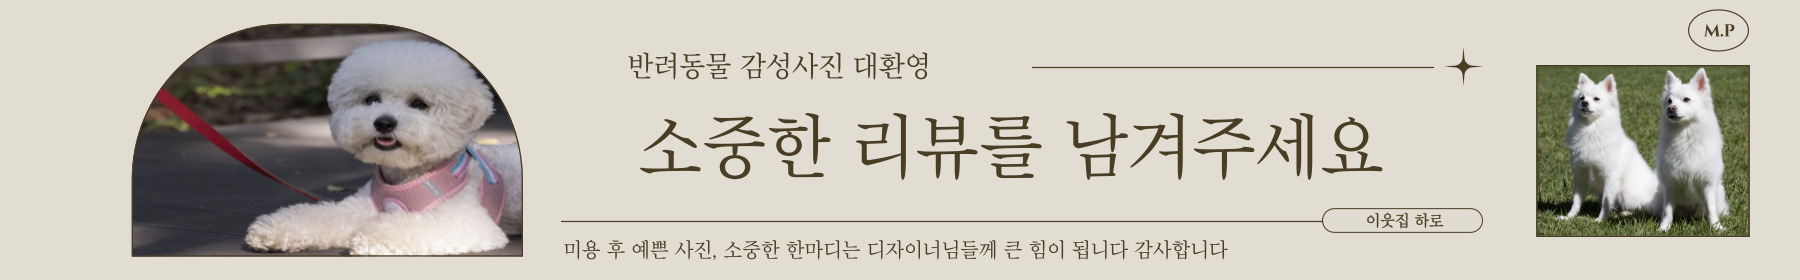 M.P
반려동물 감성사진 대환영
소중한 리뷰를 남겨주세요
이웃집 하로
미용 후 예쁜 사진, 소중한 한마디는 디자이너님들께 큰 힘이 됩니다 감사합니다